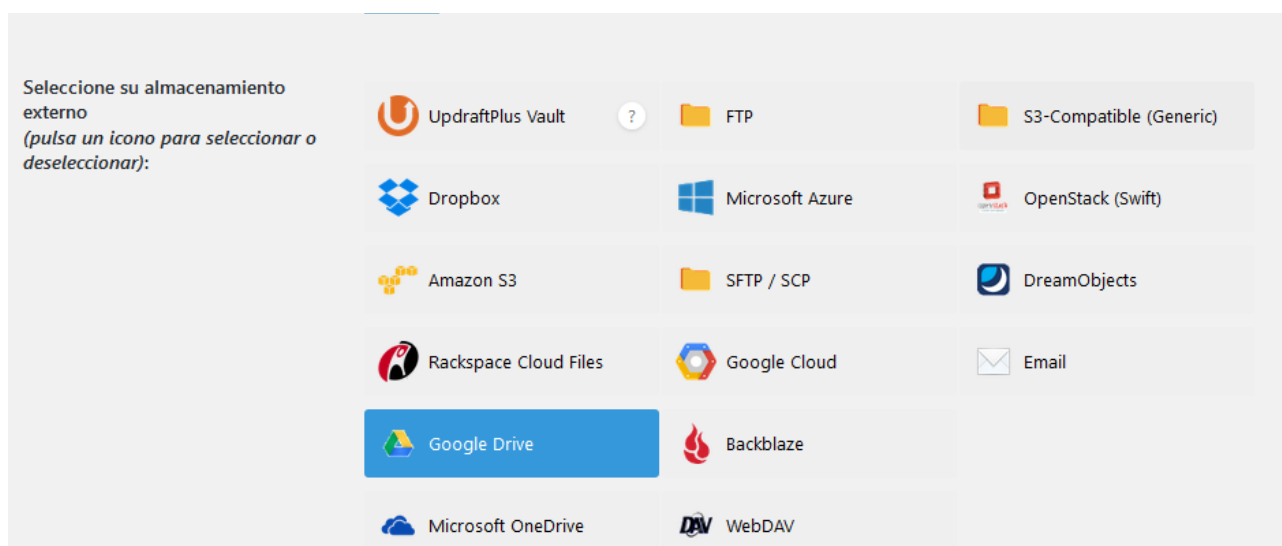 Seleccione su almacenamiento
externo
(pulsa un icono para seleccionar o
deseleccionar):
UpdraftPlus Vault ? FTP S3-Compatible (Generic)
Dropbox Microsoft Azure openstack OpenStack (Swift)
Amazon S3 SFTP / SCP DreamObjects
Rackspace Cloud Files Google Cloud Email
Google Drive Backblaze
Microsoft OneDrive DAV WebDAV